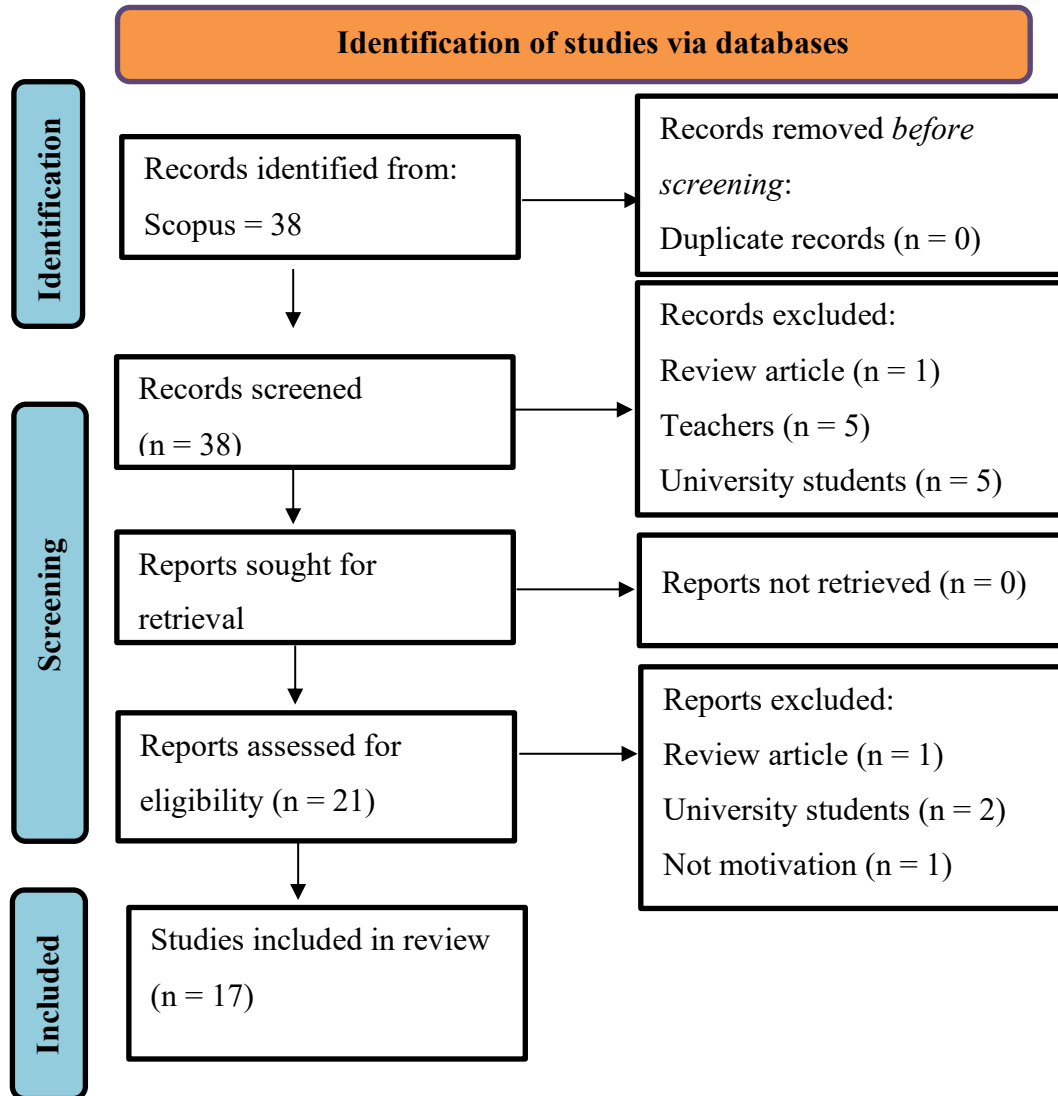 Identification of studies via databases
Identification
Records identified from:
Scopus = 38
Records removed before
screening:
Duplicate records (n = 0)
Screening
Records screened
(n = 38)
Records excluded:
Review article (n = 1)
Teachers (n = 5)
University students (n = 5)
Reports sought for
retrieval
Reports not retrieved (n = 0)
Reports assessed for
eligibility (n = 21)
Reports excluded:
Review article (n = 1)
University students (n = 2)
Not motivation (n = 1)
Included
Studies included in review
(n = 17)